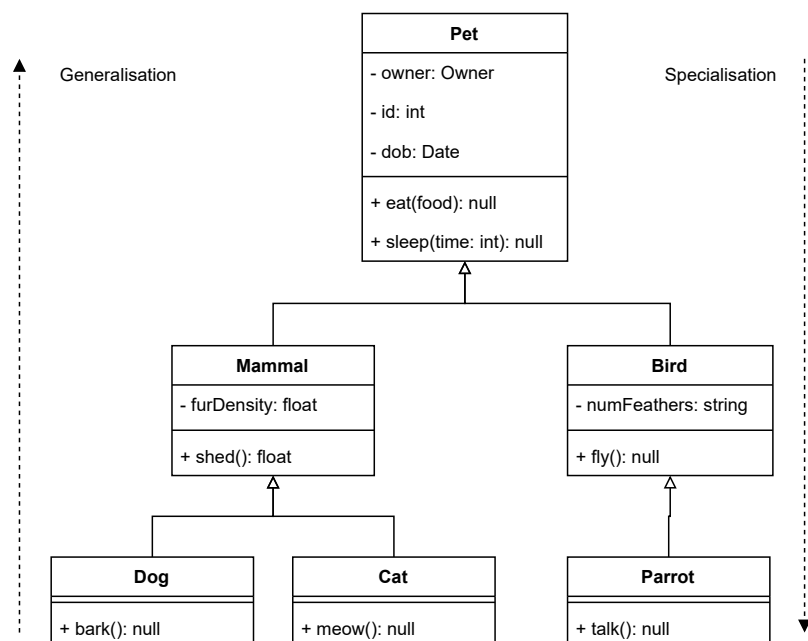 Pet
Generalisation
Specialisation
- owner: Owner
- id: int
- dob: Date
+ eat(food): null
+ sleep(time: int): null
Mammal
- furDensity: float
+ shed(): float
Bird
- numFeathers: string
+ fly(): null
Dog
+ bark(): null
Cat
+ meow(): null
Parrot
+ talk(): null